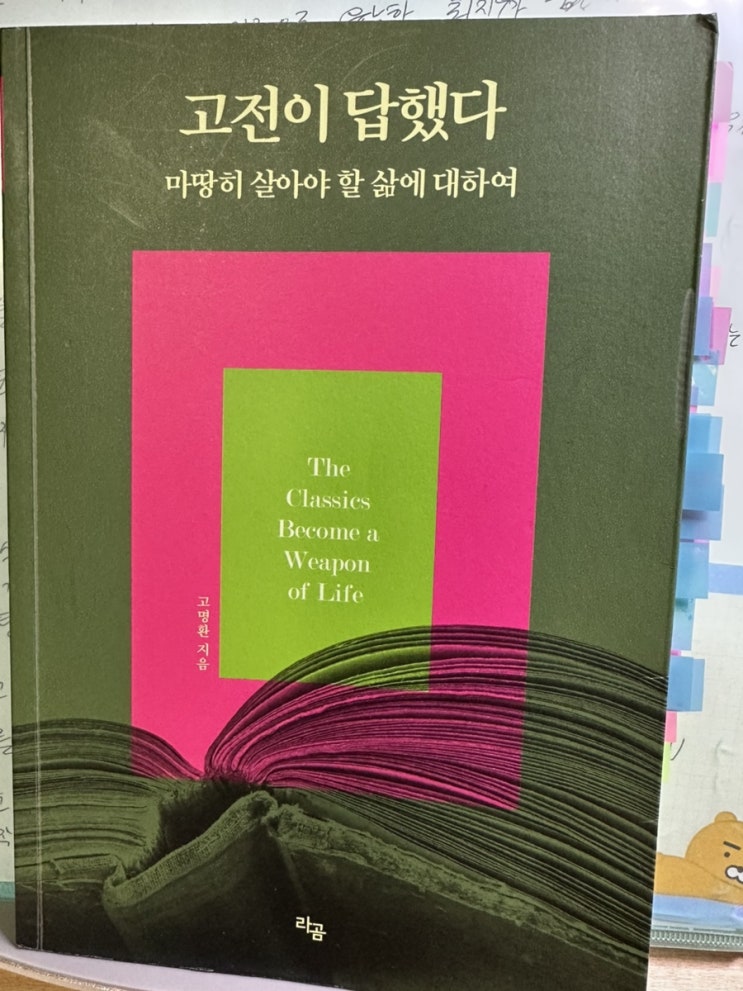 고전이 답했다
마땅히 살아야 할 삶에 대하여
The
Classics
Become a
Weapon
of Life
고명환 지음
라곰